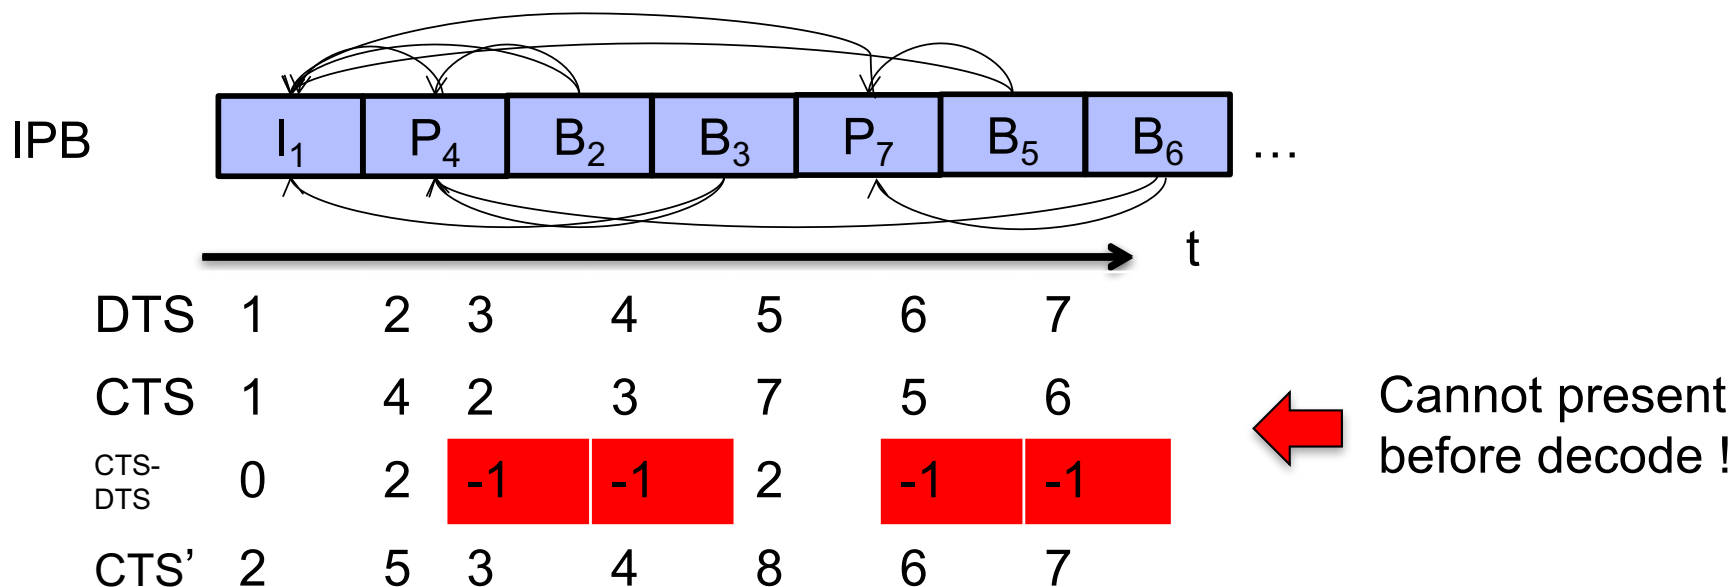 IPB I1 P4 B2 B3 P7 B5 B6 ...
t
DTS 1 2 3 4 5 6 7
CTS 1 4 2 3 7 5 6
Cannot present
before decode !
CTS-
DTS 0 2 -1 -1 2 -1 -1
CTS’ 2 5 3 4 8 6 7